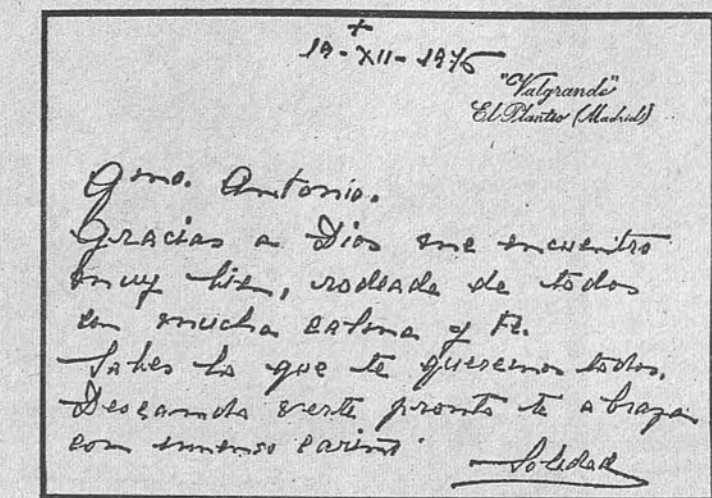 +
19-XII-1976
"Valgrande"
El Plantío (Madrid)
Qmo. Antonio.
Gracias a Dios me encuentro
muy bien, rodeada de todos
con mucha calma y Fe.
Sabes lo que te queremos todos.
Deseando verte pronto te abraza
con inmenso cariño.
Soledad